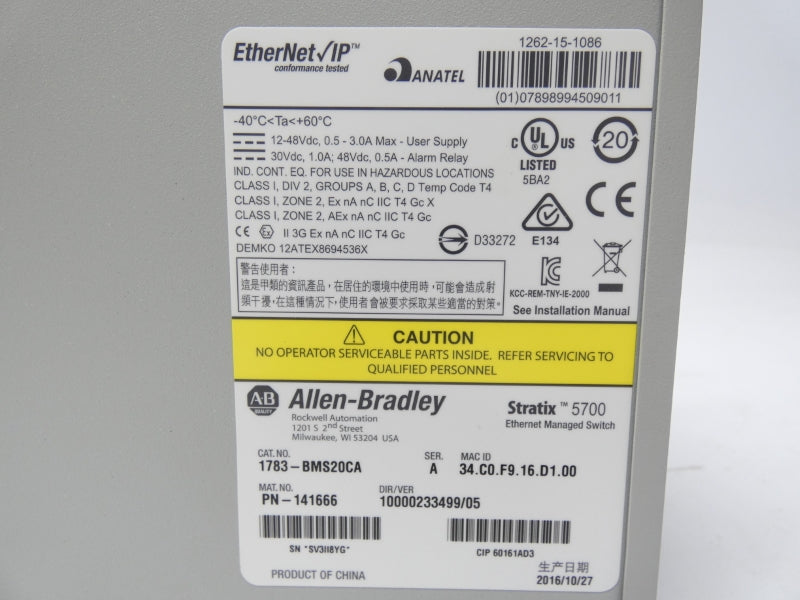 EtherNet/IP™
conformance tested
ANATEL
1262-15-1086
(01)07898994509011
-40°C<Ta<+60°C
12-48Vdc, 0.5 - 3.0A Max - User Supply
30Vdc, 1.0A; 48Vdc, 0.5A - Alarm Relay
IND. CONT. EQ. FOR USE IN HAZARDOUS LOCATIONS
CLASS I, DIV 2, GROUPS A, B, C, D Temp Code T4
CLASS I, ZONE 2, Ex nA nC IIC T4 Gc X
CLASS I, ZONE 2, AEx nA nC IIC T4 Gc
CE Ex II 3G Ex nA nC IIC T4 Gc
DEMKO 12ATEX8694536X
D33272
C UL US
LISTED
5BA2
20
CE
E134
KCC-REM-TNY-IE-2000
See Installation Manual
警告使用者：
這是甲類的資訊產品，在居住的環境中使用時，可能會造成射
頻干擾，在這種情況下，使用者會被要求採取某些適當的對策。
CAUTION
NO OPERATOR SERVICEABLE PARTS INSIDE. REFER SERVICING TO
QUALIFIED PERSONNEL
A-B
QUALITY
Allen-Bradley
Rockwell Automation
1201 S 2nd Street
Milwaukee, WI 53204 USA
Stratix™ 5700
Ethernet Managed Switch
CAT. NO. SER. MAC ID
1783-BMS20CA A 34.C0.F9.16.D1.00
MAT. NO. DIR/VER
PN-141666 10000233499/05
SN "SV3II8YG" CIP 60161AD3
PRODUCT OF CHINA
生产日期
2016/10/27